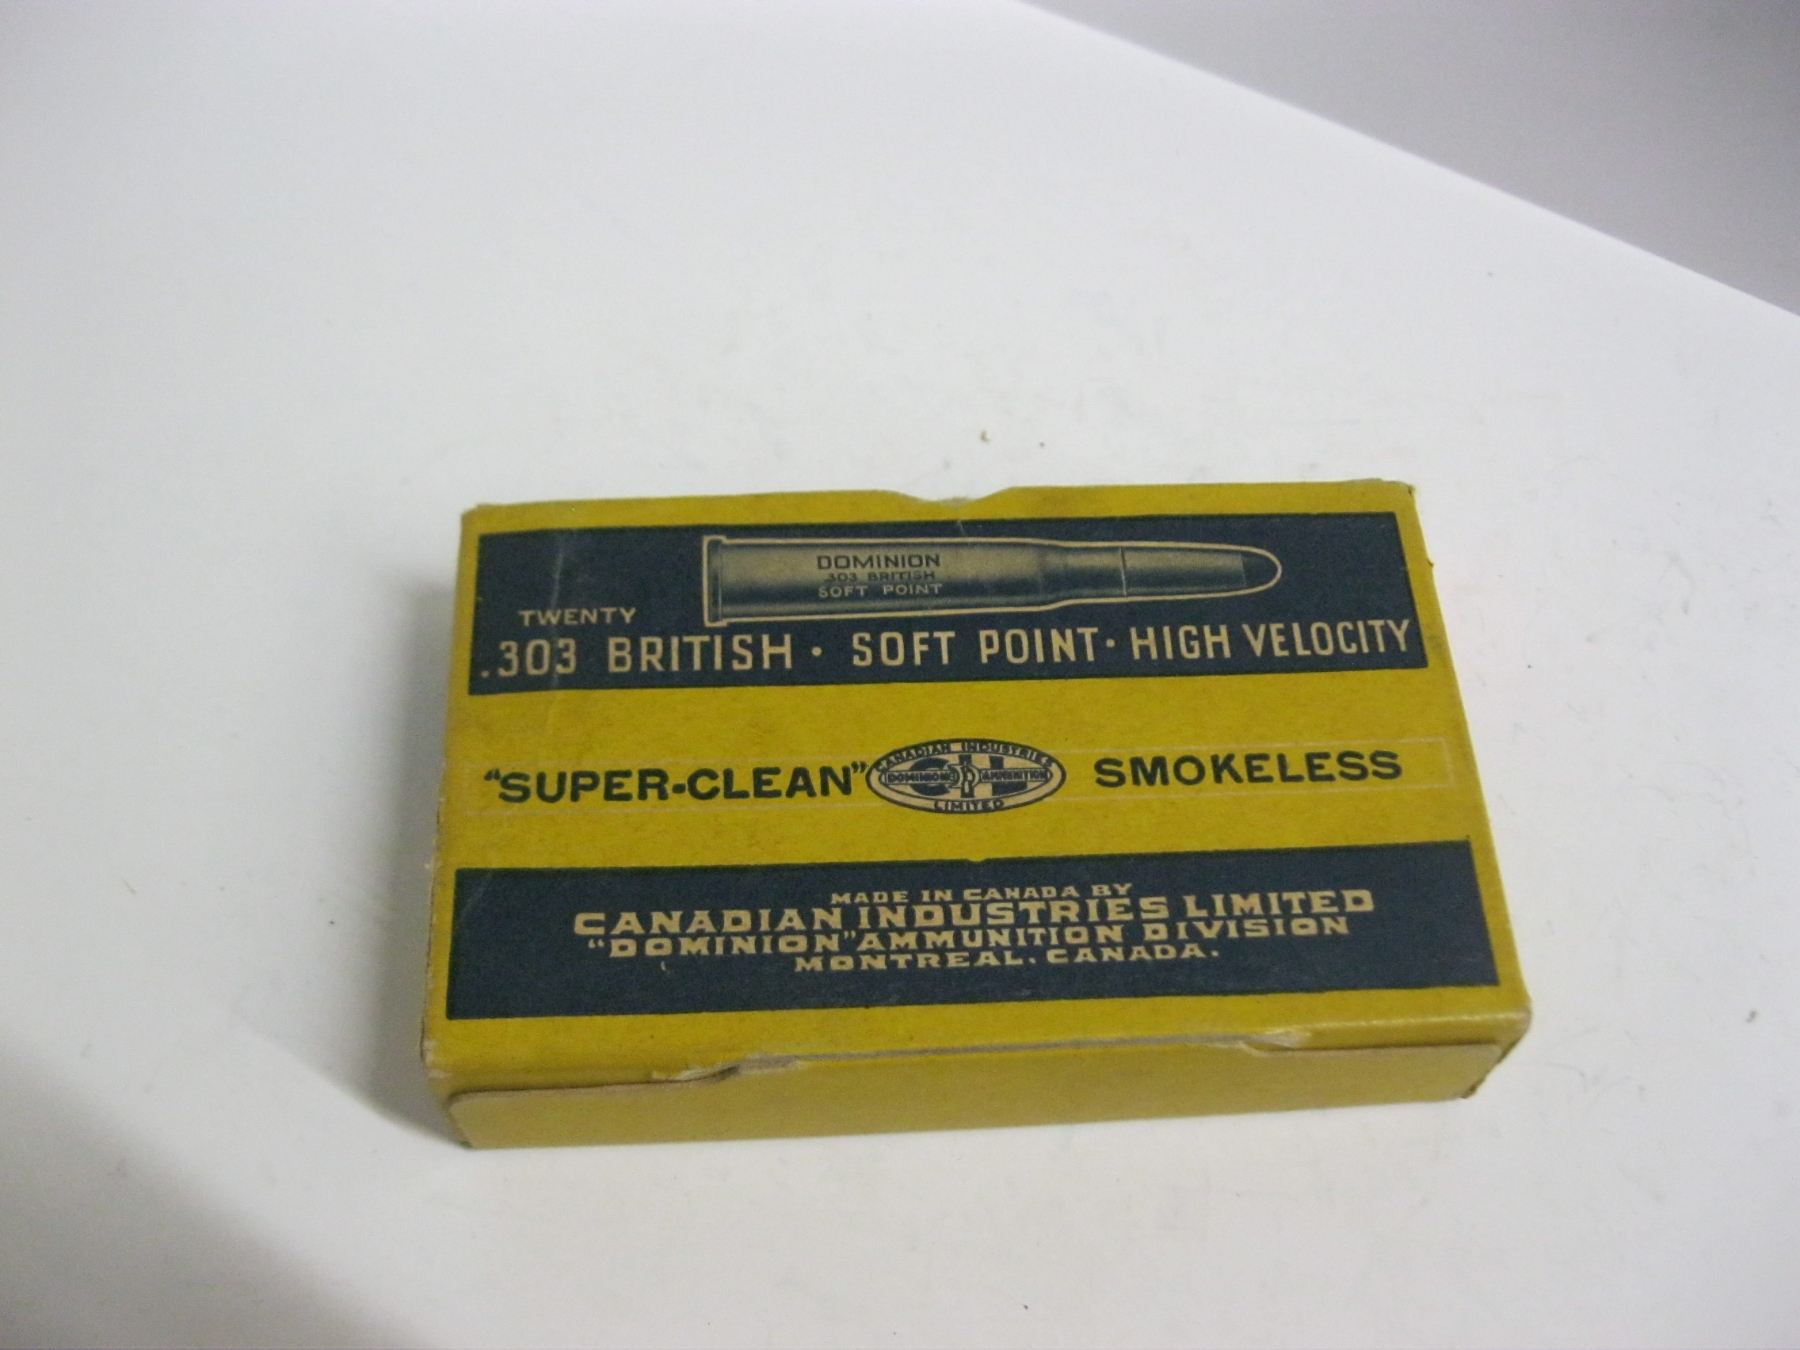 DOMINION
.303 BRITISH
SOFT POINT
TWENTY
.303 BRITISH · SOFT POINT · HIGH VELOCITY
"SUPER-CLEAN" SMOKELESS
CANADIAN INDUSTRIES
CIL
DOMINION AMMUNITION
LIMITED
MADE IN CANADA BY
CANADIAN INDUSTRIES LIMITED
"DOMINION" AMMUNITION DIVISION
MONTREAL, CANADA.